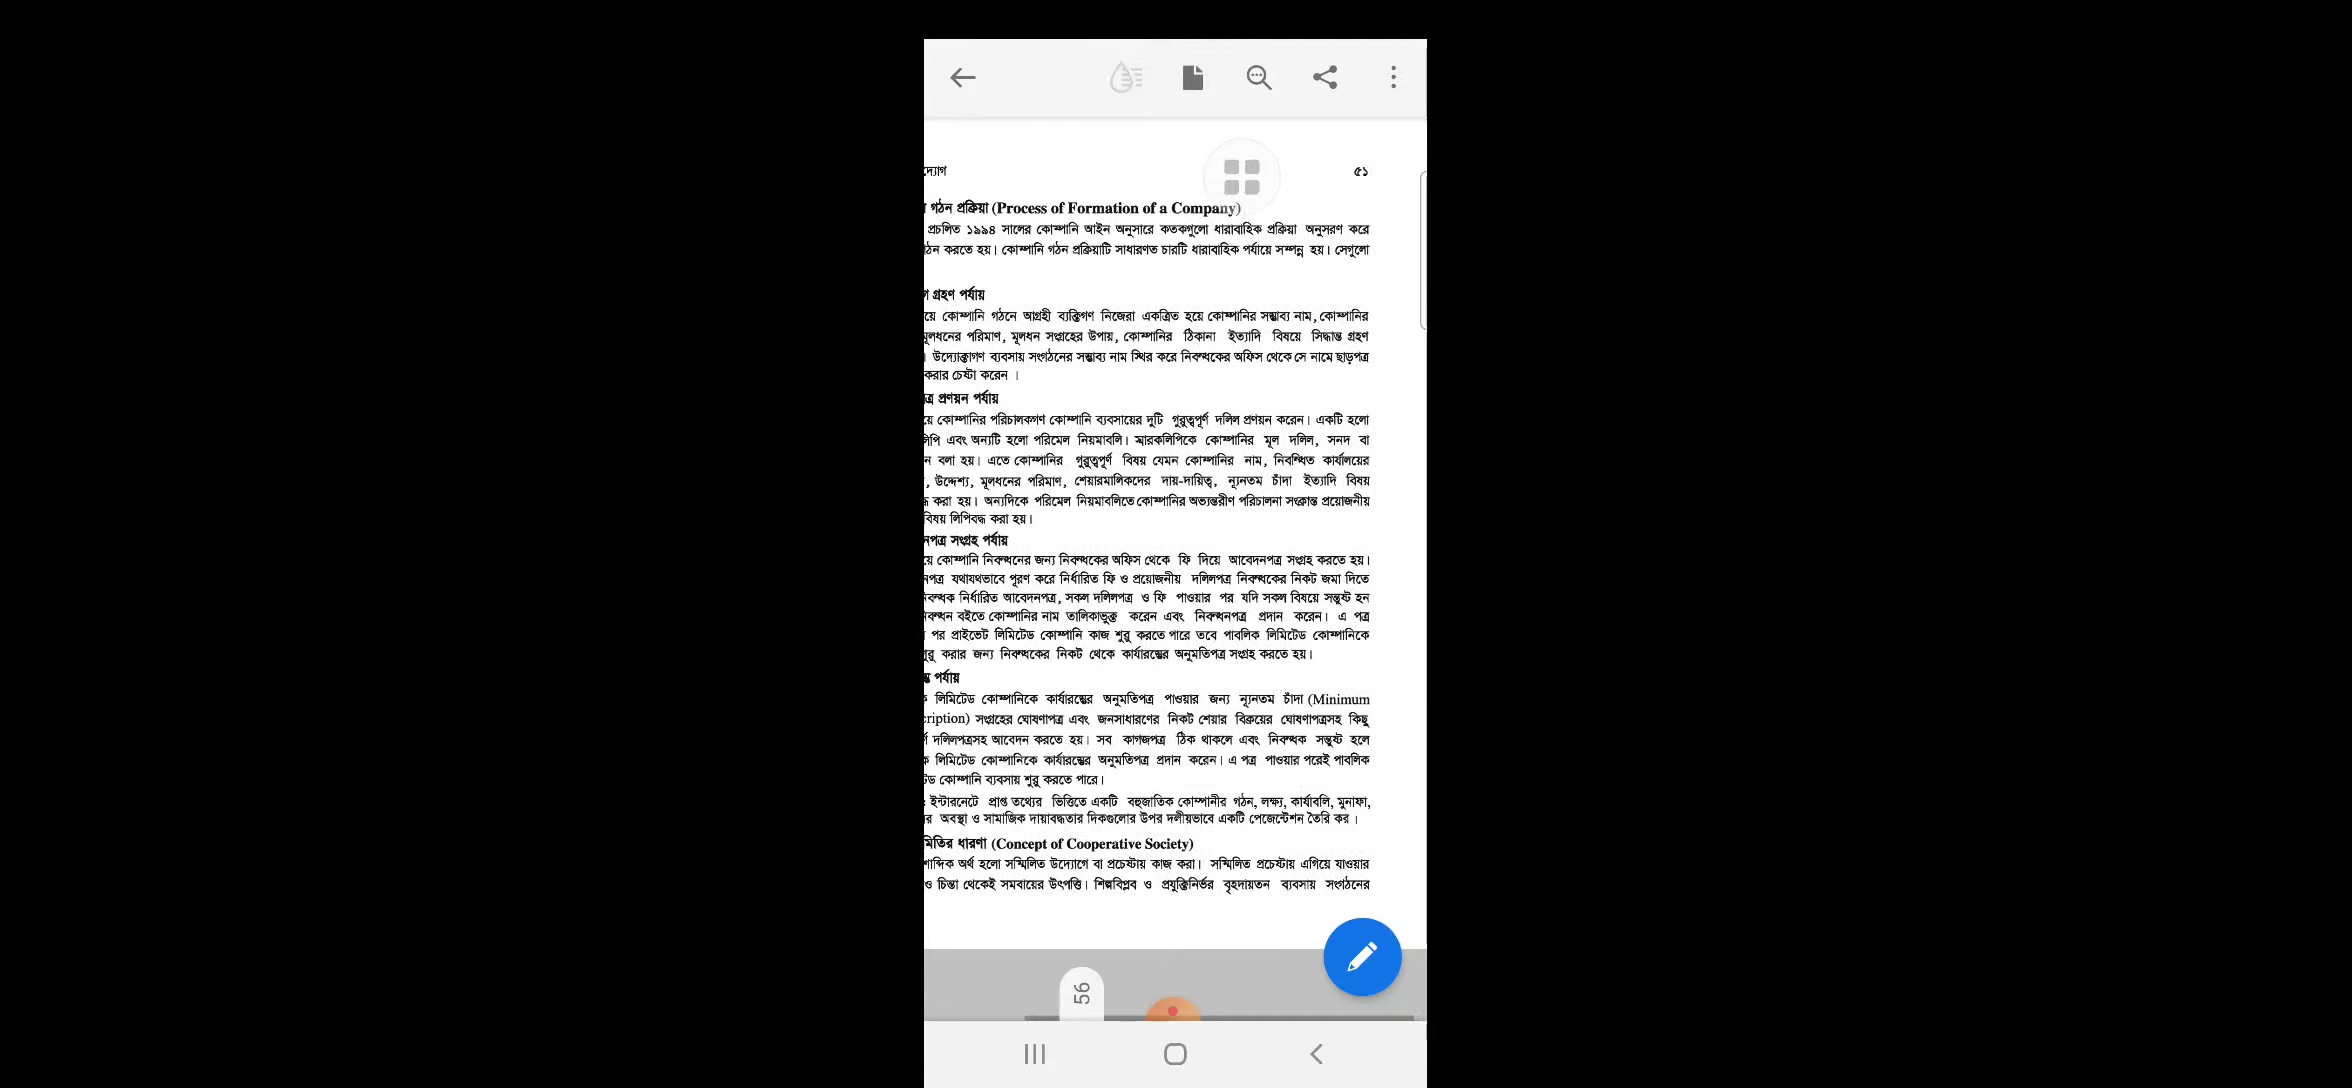 দ্যোগ ৫১
গঠন প্রক্রিয়া (Process of Formation of a Company)
প্রচলিত ১৯৯৪ সালের কোম্পানি আইন অনুসারে কতকগুলো ধারাবাহিক প্রক্রিয়া অনুসরণ করে
ঠন করতে হয়। কোম্পানি গঠন প্রক্রিয়াটি সাধারণত চারটি ধারাবাহিক পর্যায়ে সম্পন্ন হয়। সেগুলো
গ্রহণ পর্যায়
য়ে কোম্পানি গঠনে আগ্রহী ব্যক্তিগণ নিজেরা একত্রিত হয়ে কোম্পানির সম্ভাব্য নাম, কোম্পানির
মূলধনের পরিমাণ, মূলধন সংগ্রহের উপায়, কোম্পানির ঠিকানা ইত্যাদি বিষয়ে সিদ্ধান্ত গ্রহণ
। উদ্যোক্তাগণ ব্যবসায় সংগঠনের সম্ভাব্য নাম স্থির করে নিবন্ধকের অফিস থেকে সে নামে ছাড়পত্র
করার চেষ্টা করেন ।
ত্র প্রণয়ন পর্যায়
য়ে কোম্পানির পরিচালকগণ কোম্পানি ব্যবসায়ের দুটি গুরুত্বপূর্ণ দলিল প্রণয়ন করেন। একটি হলো
লিপি এবং অন্যটি হলো পরিমেল নিয়মাবলি। স্মারকলিপিকে কোম্পানির মূল দলিল, সনদ বা
ন বলা হয়। এতে কোম্পানির গুরুত্বপূর্ণ বিষয় যেমন কোম্পানির নাম, নিবন্ধিত কার্যালয়ের
, উদ্দেশ্য, মূলধনের পরিমাণ, শেয়ারমালিকদের দায়-দায়িত্ব, ন্যূনতম চাঁদা ইত্যাদি বিষয়
দ্ধ করা হয়। অন্যদিকে পরিমেল নিয়মাবলিতে কোম্পানির অভ্যন্তরীণ পরিচালনা সংক্রান্ত প্রয়োজনীয়
বিষয় লিপিবদ্ধ করা হয়।
নপত্র সংগ্রহ পর্যায়
য়ে কোম্পানি নিবন্ধনের জন্য নিবন্ধকের অফিস থেকে ফি দিয়ে আবেদনপত্র সংগ্রহ করতে হয়।
নপত্র যথাযথভাবে পূরণ করে নির্ধারিত ফি ও প্রয়োজনীয় দলিলপত্র নিবন্ধকের নিকট জমা দিতে
নিবন্ধক নির্ধারিত আবেদনপত্র, সকল দলিলপত্র ও ফি পাওয়ার পর যদি সকল বিষয়ে সন্তুষ্ট হন
নিবন্ধন বইতে কোম্পানির নাম তালিকাভুক্ত করেন এবং নিবন্ধনপত্র প্রদান করেন। এ পত্র
পর প্রাইভেট লিমিটেড কোম্পানি কাজ শুরু করতে পারে তবে পাবলিক লিমিটেড কোম্পানিকে
শুরু করার জন্য নিবন্ধকের নিকট থেকে কার্যারম্ভের অনুমতিপত্র সংগ্রহ করতে হয়।
ম্ভ পর্যায়
ক লিমিটেড কোম্পানিকে কার্যারম্ভের অনুমতিপত্র পাওয়ার জন্য ন্যূনতম চাঁদা (Minimum
cription) সংগ্রহের ঘোষণাপত্র এবং জনসাধারণের নিকট শেয়ার বিক্রয়ের ঘোষণাপত্রসহ কিছু
র্ণ দলিলপত্রসহ আবেদন করতে হয়। সব কাগজপত্র ঠিক থাকলে এবং নিবন্ধক সন্তুষ্ট হলে
ক লিমিটেড কোম্পানিকে কার্যারম্ভের অনুমতিপত্র প্রদান করেন। এ পত্র পাওয়ার পরেই পাবলিক
টেড কোম্পানি ব্যবসায় শুরু করতে পারে।
: ইন্টারনেটে প্রাপ্ত তথ্যের ভিত্তিতে একটি বহুজাতিক কোম্পানীর গঠন, লক্ষ্য, কার্যাবলি, মুনাফা,
র অবস্থা ও সামাজিক দায়াবদ্ধতার দিকগুলোর উপর দলীয়ভাবে একটি পেজেন্টেশন তৈরি কর ।
মিতির ধারণা (Concept of Cooperative Society)
শাব্দিক অর্থ হলো সম্মিলিত উদ্যোগে বা প্রচেষ্টায় কাজ করা। সম্মিলিত প্রচেষ্টায় এগিয়ে যাওয়ার
ও চিন্তা থেকেই সমবায়ের উৎপত্তি। শিল্পবিপ্লব ও প্রযুক্তিনির্ভর বৃহদায়তন ব্যবসায় সংগঠনের
56